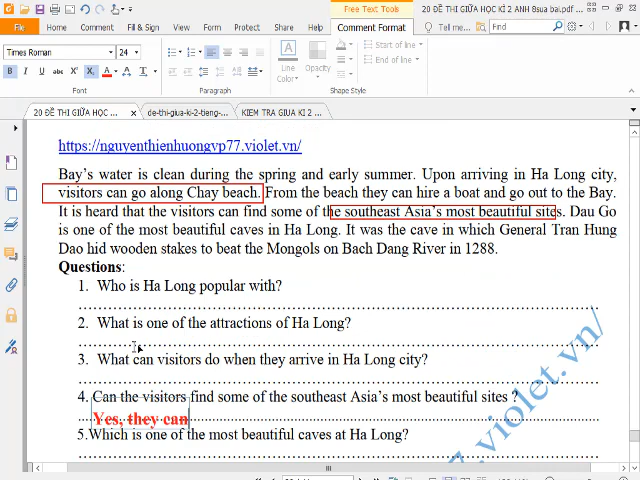 Free Text Tools
20 ĐỀ THI GIỮA HỌC KÌ 2 ANH 8sua bai.pdf
File
Home
Convert
Edit
Comment
View
Form
Protect
Share
Help
Comment Format
Tell me...
Find
Times Roman
24
Font
Paragraph
Line Color
Opacity
Start of line
End of line
Shape Style
20 ĐỀ THI GIỮA HỌC ...
de-thi-giua-ki-2-tieng-...
KIEM TRA GIUA KI 2 ...
https://nguyenthienhuongvp77.violet.vn/
Bay's water is clean during the spring and early summer. Upon arriving in Ha Long city,
visitors can go along Chay beach. From the beach they can hire a boat and go out to the Bay.
It is heard that the visitors can find some of the southeast Asia's most beautiful sites. Dau Go
is one of the most beautiful caves in Ha Long. It was the cave in which General Tran Hung
Dao hid wooden stakes to beat the Mongols on Bach Dang River in 1288.
Questions:
1. Who is Ha Long popular with?
2. What is one of the attractions of Ha Long?
3. What can visitors do when they arrive in Ha Long city?
4. Can the visitors find some of the southeast Asia's most beautiful sites ?
Yes, they can
5.Which is one of the most beautiful caves at Ha Long?
7.violet.vn/